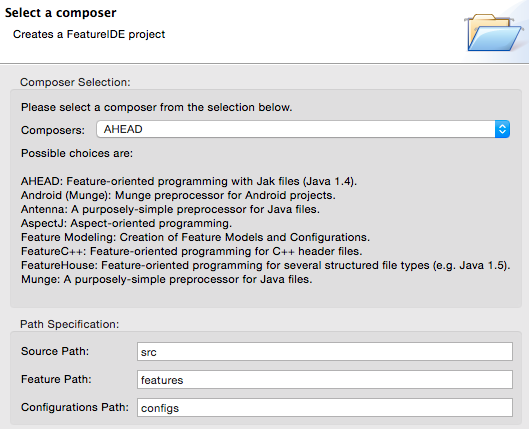 Select a composer
Creates a FeatureIDE project
Composer Selection:
Please select a composer from the selection below.
Composers: AHEAD
Possible choices are:
AHEAD: Feature-oriented programming with Jak files (Java 1.4).
Android (Munge): Munge preprocessor for Android projects.
Antenna: A purposely-simple preprocessor for Java files.
AspectJ: Aspect-oriented programming.
Feature Modeling: Creation of Feature Models and Configurations.
FeatureC++: Feature-oriented programming for C++ header files.
FeatureHouse: Feature-oriented programming for several structured file types (e.g. Java 1.5).
Munge: A purposely-simple preprocessor for Java files.
Path Specification:
Source Path: src
Feature Path: features
Configurations Path: configs